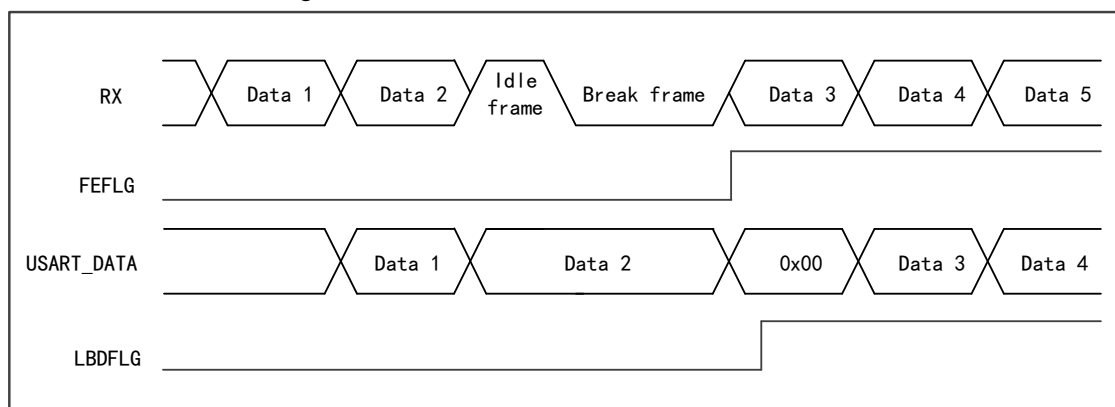 RX
Data 1
Data 2
Idle
frame
Break frame
Data 3
Data 4
Data 5
FEFLG
USART_DATA
Data 1
Data 2
0x00
Data 3
Data 4
LBDFLG